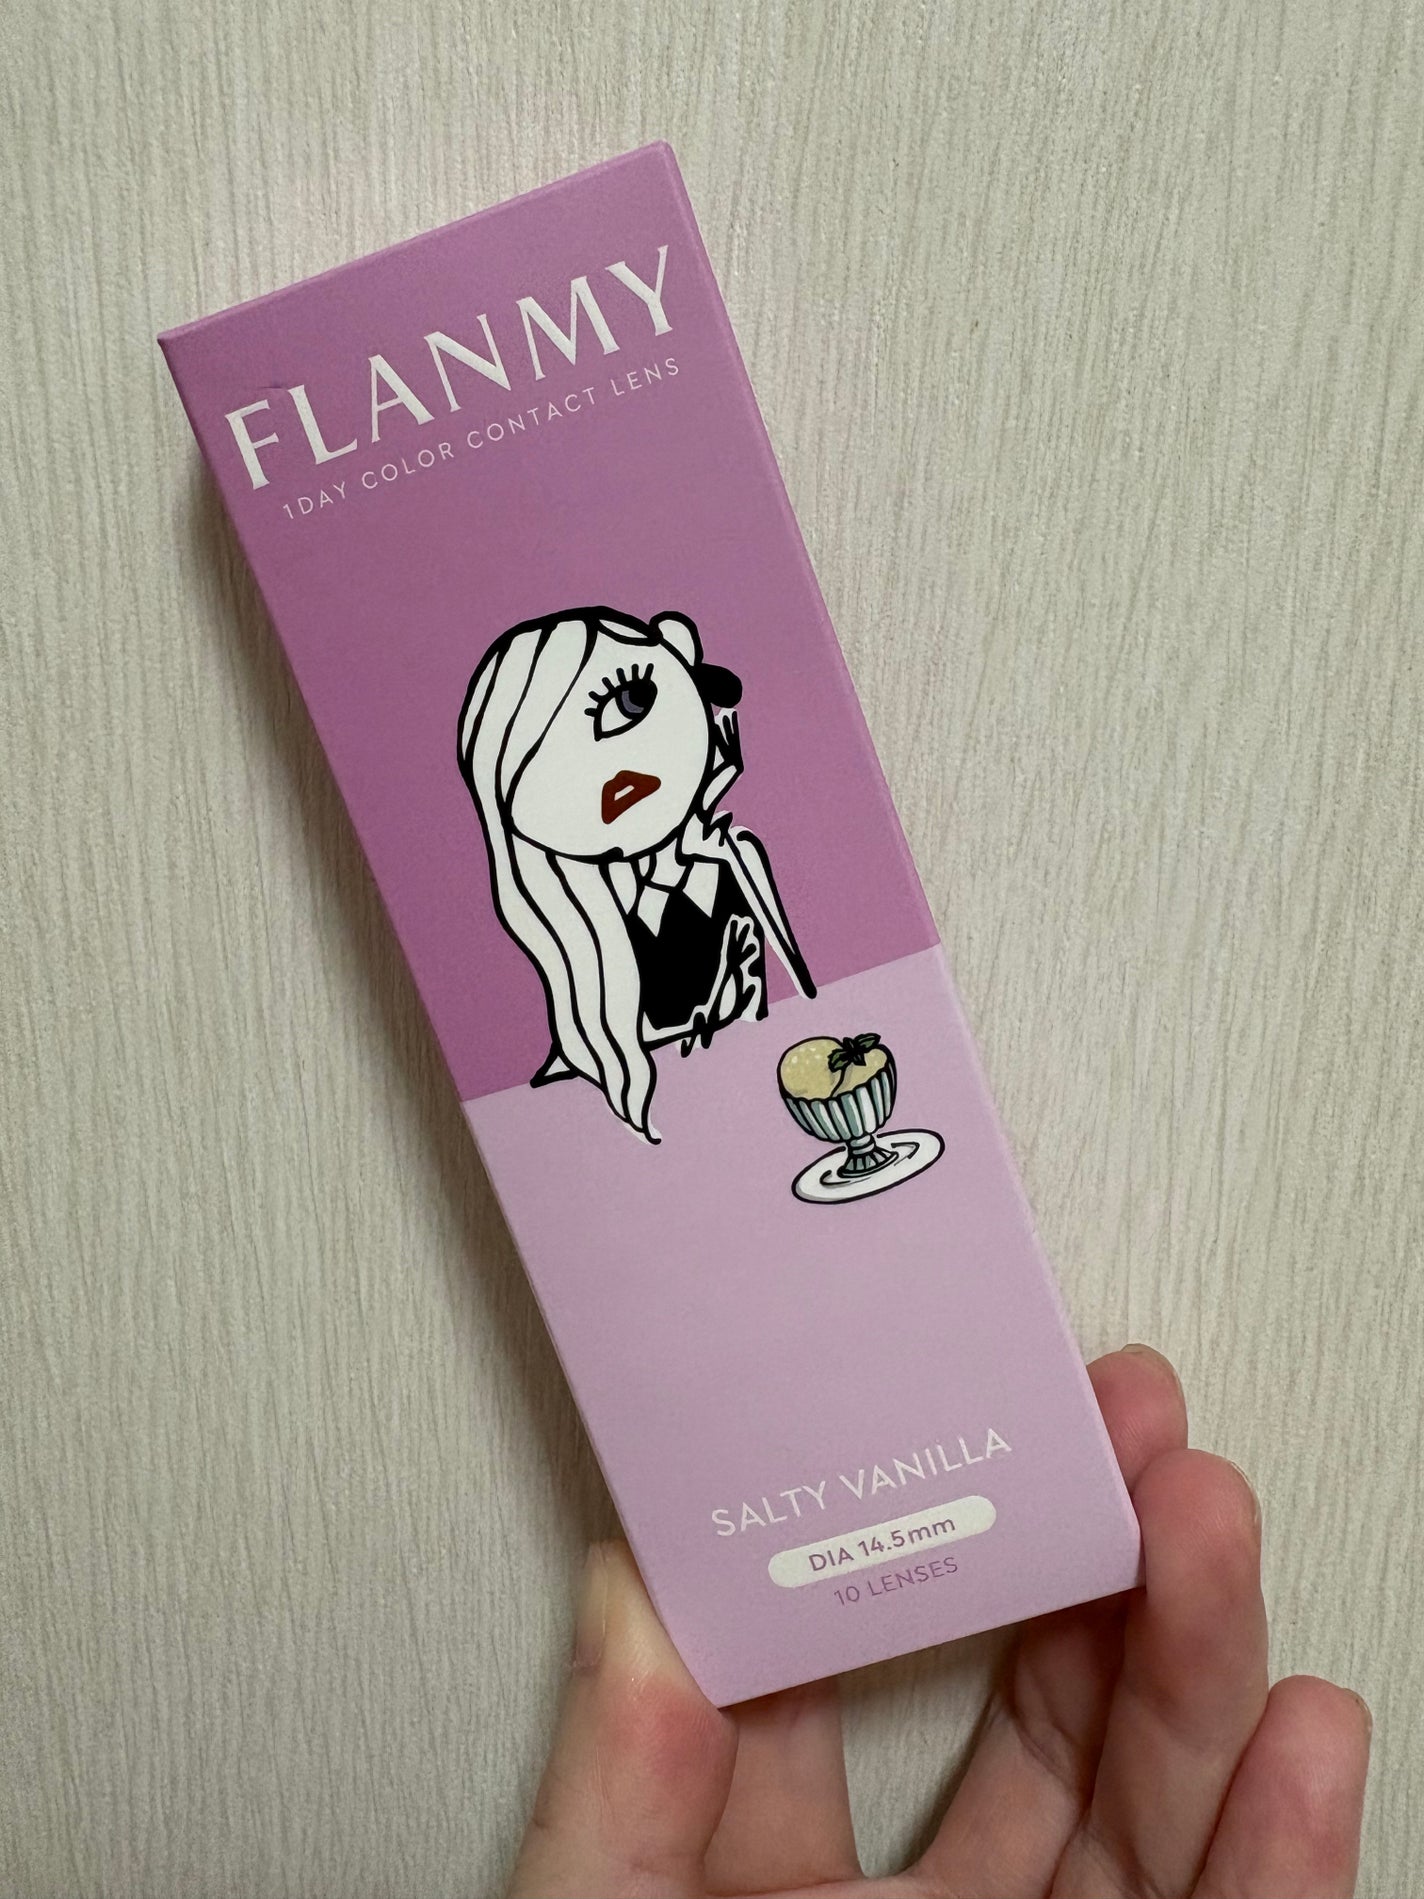 FLANMY
1DAY COLOR CONTACT LENS
SALTY VANILLA
DIA 14.5mm
10 LENSES